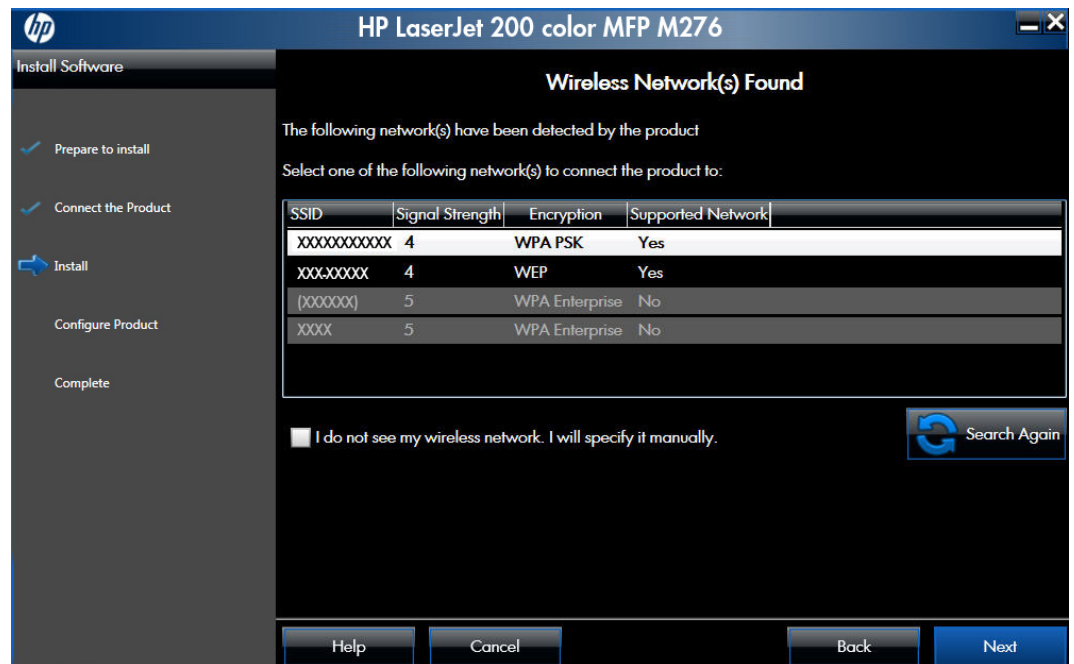 hp
HP LaserJet 200 color MFP M276
Install Software
Prepare to install
Connect the Product
Install
Configure Product
Complete
Wireless Network(s) Found
The following network(s) have been detected by the product
Select one of the following network(s) to connect the product to:
SSID Signal Strength Encryption Supported Network
XXXXXXXXXXX 4 WPA PSK Yes
XXX-XXXXX 4 WEP Yes
(XXXXXX) 5 WPA Enterprise No
XXXX 5 WPA Enterprise No
I do not see my wireless network. I will specify it manually.
Search Again
Help Cancel Back Next